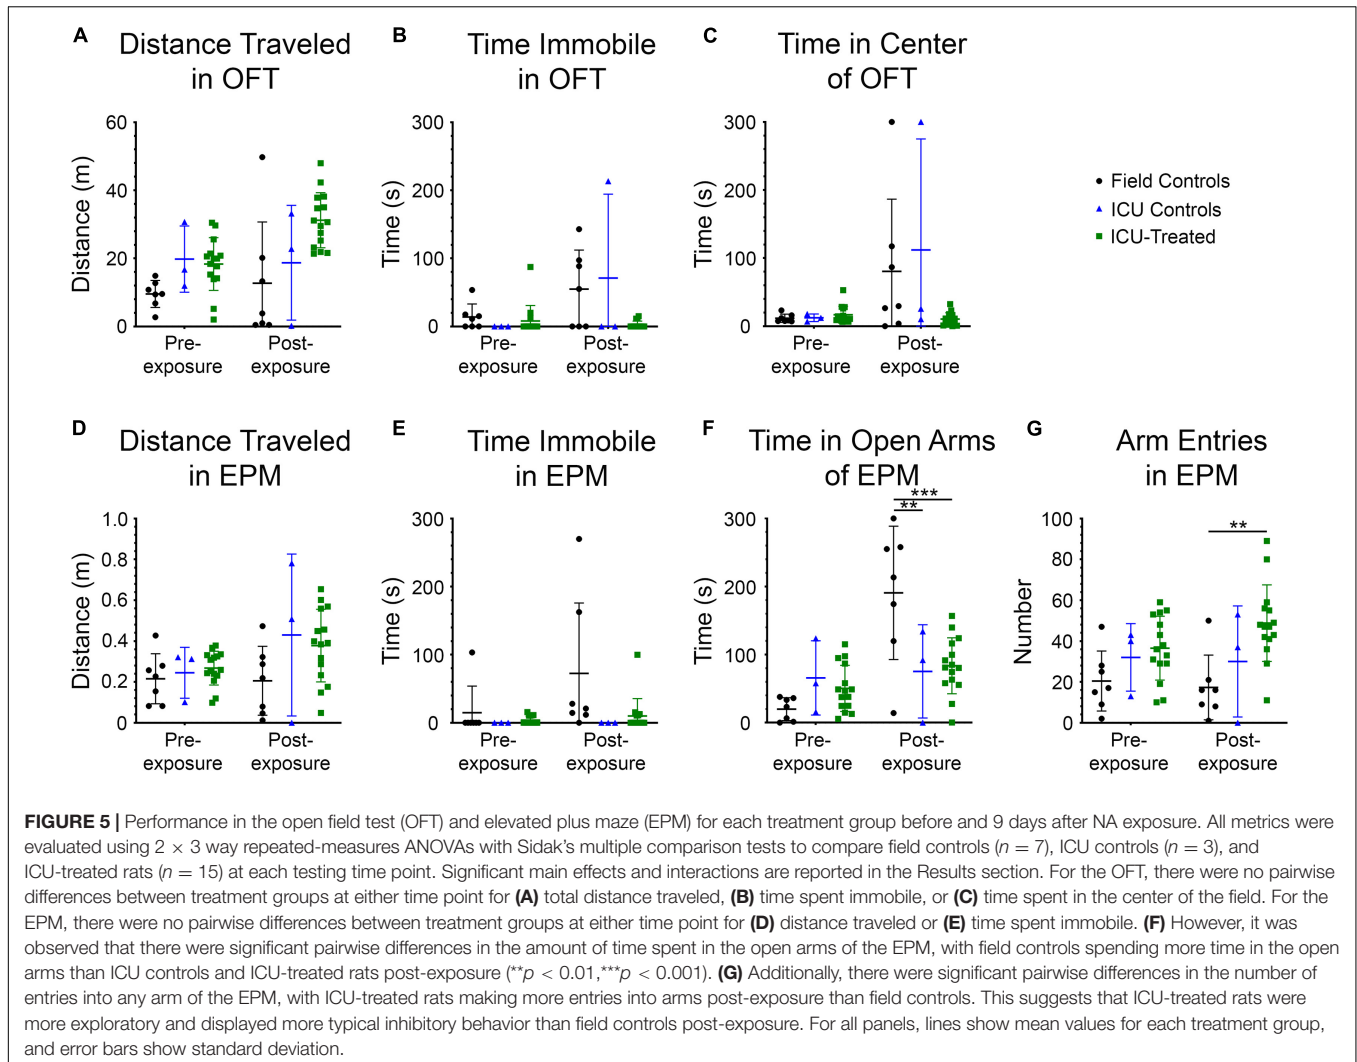 A Distance Traveled in OFT
60
40
20
0
Distance (m)
Pre-exposure
Post-exposure
B Time Immobile in OFT
300
200
100
0
Time (s)
Pre-exposure
Post-exposure
C Time in Center of OFT
300
200
100
0
Time (s)
Pre-exposure
Post-exposure
Field Controls
ICU Controls
ICU-Treated
D Distance Traveled in EPM
1.0
0.8
0.6
0.4
0.2
0
Distance (m)
Pre-exposure
Post-exposure
E Time Immobile in EPM
300
200
100
0
Time (s)
Pre-exposure
Post-exposure
F Time in Open Arms of EPM
***
**
300
200
100
0
Time (s)
Pre-exposure
Post-exposure
G Arm Entries in EPM
**
100
80
60
40
20
0
Number
Pre-exposure
Post-exposure
FIGURE 5 | Performance in the open field test (OFT) and elevated plus maze (EPM) for each treatment group before and 9 days after NA exposure. All metrics were
evaluated using 2 × 3 way repeated-measures ANOVAs with Sidak's multiple comparison tests to compare field controls (n = 7), ICU controls (n = 3), and
ICU-treated rats (n = 15) at each testing time point. Significant main effects and interactions are reported in the Results section. For the OFT, there were no pairwise
differences between treatment groups at either time point for (A) total distance traveled, (B) time spent immobile, or (C) time spent in the center of the field. For the
EPM, there were no pairwise differences between treatment groups at either time point for (D) distance traveled or (E) time spent immobile. (F) However, it was
observed that there were significant pairwise differences in the amount of time spent in the open arms of the EPM, with field controls spending more time in the open
arms than ICU controls and ICU-treated rats post-exposure (**p < 0.01,***p < 0.001). (G) Additionally, there were significant pairwise differences in the number of
entries into any arm of the EPM, with ICU-treated rats making more entries into arms post-exposure than field controls. This suggests that ICU-treated rats were
more exploratory and displayed more typical inhibitory behavior than field controls post-exposure. For all panels, lines show mean values for each treatment group,
and error bars show standard deviation.